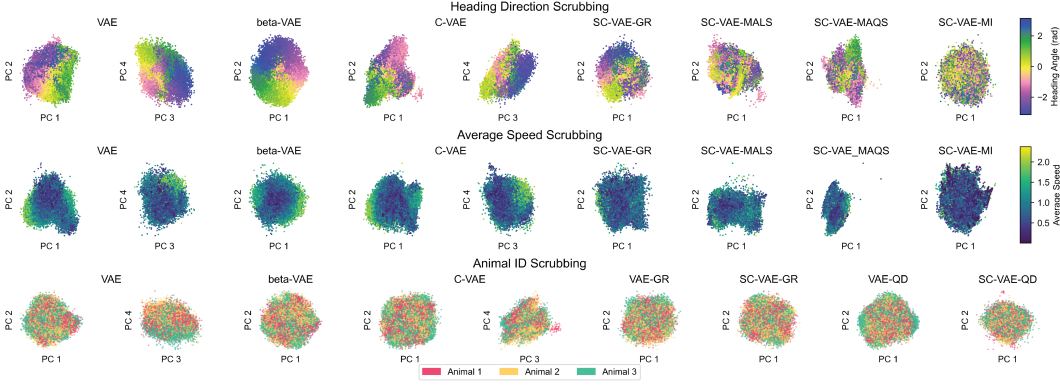 Heading Direction Scrubbing
VAE beta-VAE C-VAE SC-VAE-GR SC-VAE-MALS SC-VAE-MAQS SC-VAE-MI
PC 2 PC 4 PC 2 PC 2 PC 4 PC 2 PC 2 PC 2 PC 2
2
0
−2
Heading Angle (rad)
PC 1 PC 3 PC 1 PC 1 PC 3 PC 1 PC 1 PC 1 PC 1
Average Speed Scrubbing
VAE beta-VAE C-VAE SC-VAE-GR SC-VAE-MALS SC-VAE_MAQS SC-VAE-MI
PC 2 PC 4 PC 2 PC 2 PC 4 PC 2 PC 2 PC 2 PC 2
2.0
1.5
1.0
0.5
Average Speed
PC 1 PC 3 PC 1 PC 1 PC 3 PC 1 PC 1 PC 1 PC 1
Animal ID Scrubbing
VAE beta-VAE C-VAE VAE-GR SC-VAE-GR VAE-QD SC-VAE-QD
PC 2 PC 4 PC 2 PC 2 PC 4 PC 2 PC 2 PC 2 PC 2
PC 1 PC 3 PC 1 PC 1 PC 3 PC 1 PC 1 PC 1 PC 1
Animal 1 Animal 2 Animal 3